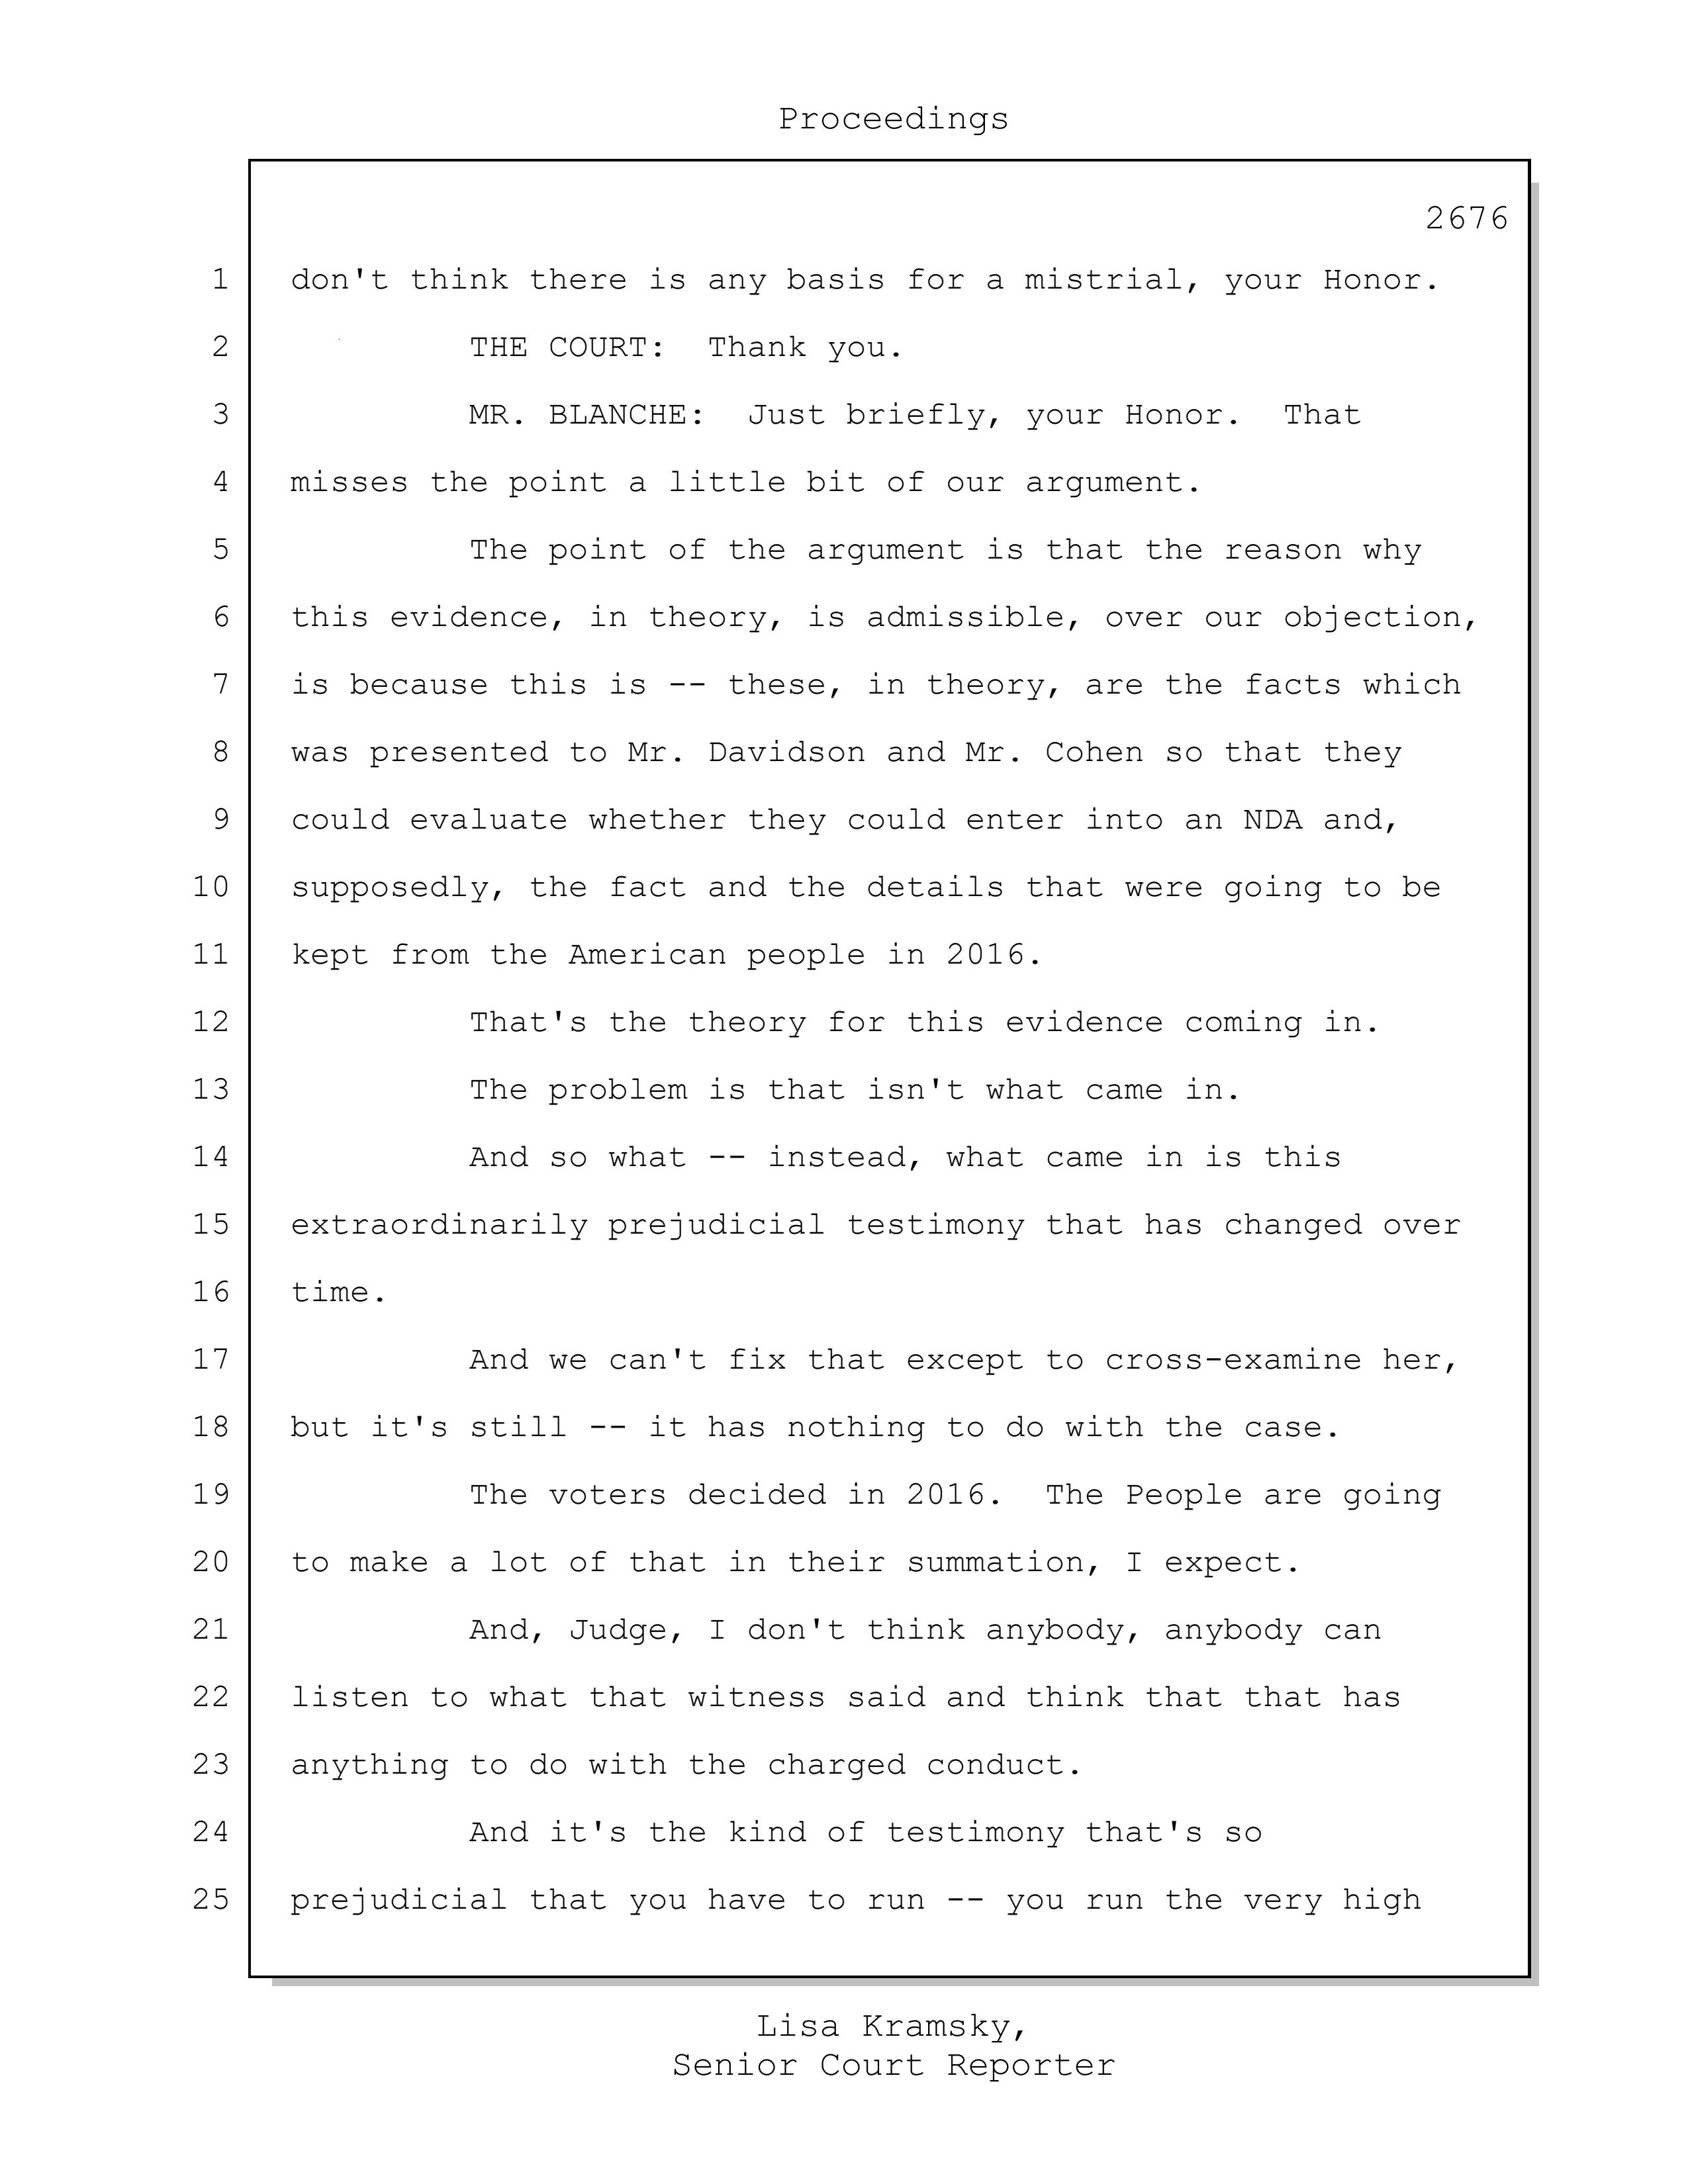 Proceedings
2676
1 don't think there is any basis for a mistrial, your Honor.
2 THE COURT: Thank you.
3 MR. BLANCHE: Just briefly, your Honor. That
4 misses the point a little bit of our argument.
5 The point of the argument is that the reason why
6 this evidence, in theory, is admissible, over our objection,
7 is because this is -- these, in theory, are the facts which
8 was presented to Mr. Davidson and Mr. Cohen so that they
9 could evaluate whether they could enter into an NDA and,
10 supposedly, the fact and the details that were going to be
11 kept from the American people in 2016.
12 That's the theory for this evidence coming in.
13 The problem is that isn't what came in.
14 And so what -- instead, what came in is this
15 extraordinarily prejudicial testimony that has changed over
16 time.
17 And we can't fix that except to cross-examine her,
18 but it's still -- it has nothing to do with the case.
19 The voters decided in 2016. The People are going
20 to make a lot of that in their summation, I expect.
21 And, Judge, I don't think anybody, anybody can
22 listen to what that witness said and think that that has
23 anything to do with the charged conduct.
24 And it's the kind of testimony that's so
25 prejudicial that you have to run -- you run the very high
Lisa Kramsky,
Senior Court Reporter